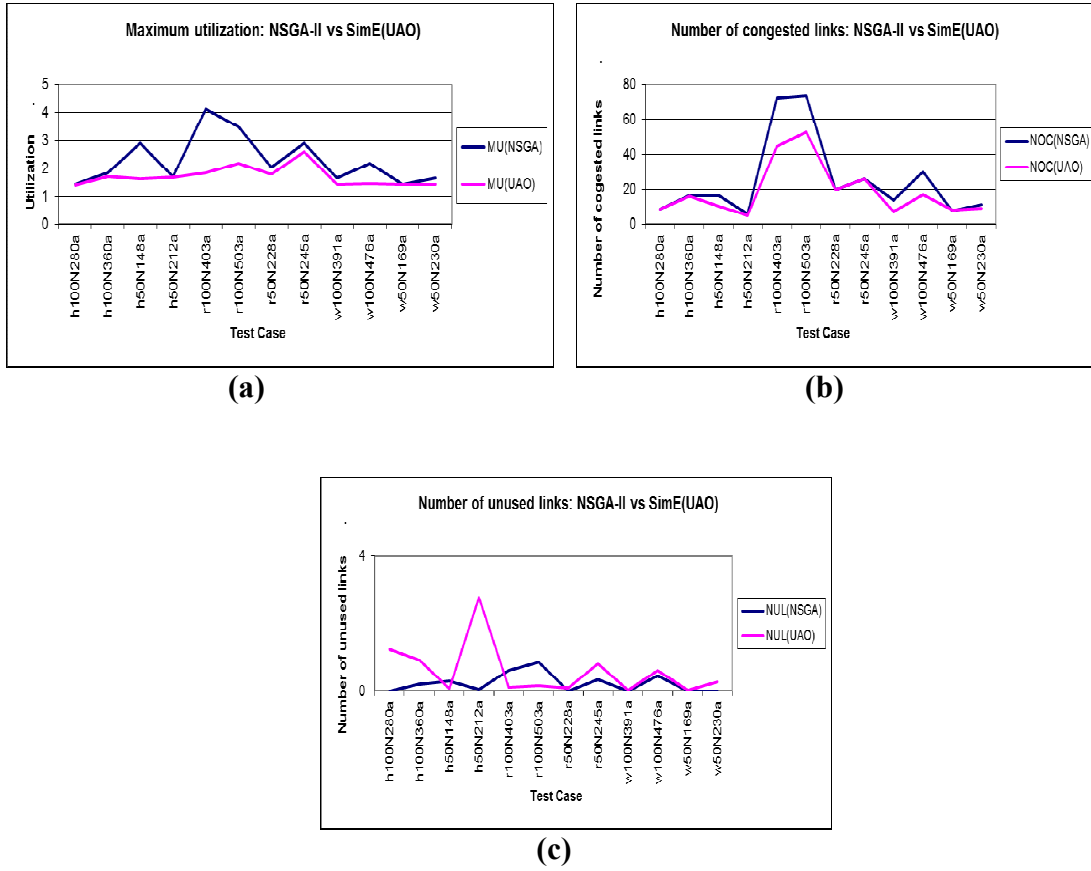 Maximum utilization: NSGA-II vs SimE(UAO)
5
4
3
2
1
0
Utilization
h100N280a
h100N360a
h50N148a
h50N212a
r100N403a
r100N503a
r50N228a
r50N245a
w100N391a
w100N476a
w50N169a
w50N230a
Test Case
MU(NSGA)
MU(UAO)
(a)
Number of congested links: NSGA-II vs SimE(UAO)
80
60
40
20
0
Number of cogested links
h100N280a
h100N360a
h50N148a
h50N212a
r100N403a
r100N503a
r50N228a
r50N245a
w100N391a
w100N476a
w50N169a
w50N230a
Test Case
NOC(NSGA)
NOC(UAO)
(b)
Number of unused links: NSGA-II vs SimE(UAO)
4
0
Number of unused links
h100N280a
h100N360a
h50N148a
h50N212a
r100N403a
r100N503a
r50N228a
r50N245a
w100N391a
w100N476a
w50N169a
w50N230a
Test Case
NUL(NSGA)
NUL(UAO)
(c)